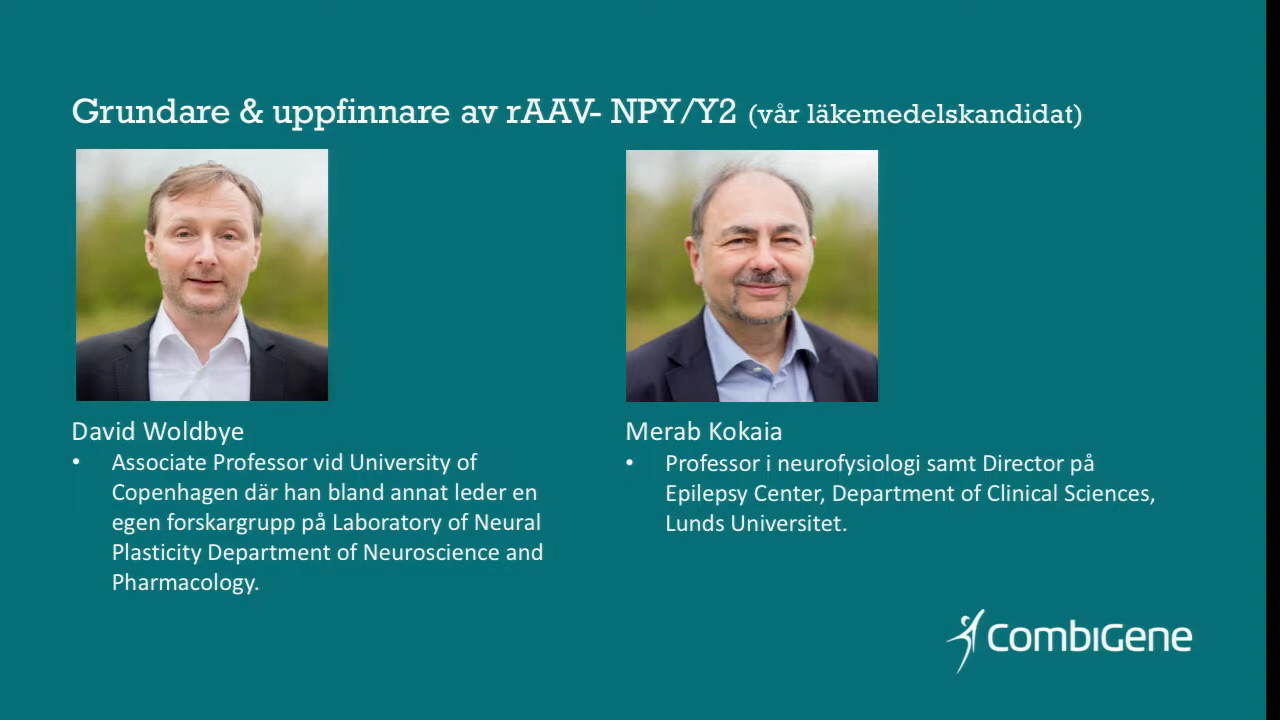 Grundare & uppfinnare av rAAV- NPY/Y2 (vår läkemedelskandidat)
David Woldbye
• Associate Professor vid University of
Copenhagen där han bland annat leder en
egen forskargrupp på Laboratory of Neural
Plasticity Department of Neuroscience and
Pharmacology.
Merab Kokaia
• Professor i neurofysiologi samt Director på
Epilepsy Center, Department of Clinical Sciences,
Lunds Universitet.
CombiGene